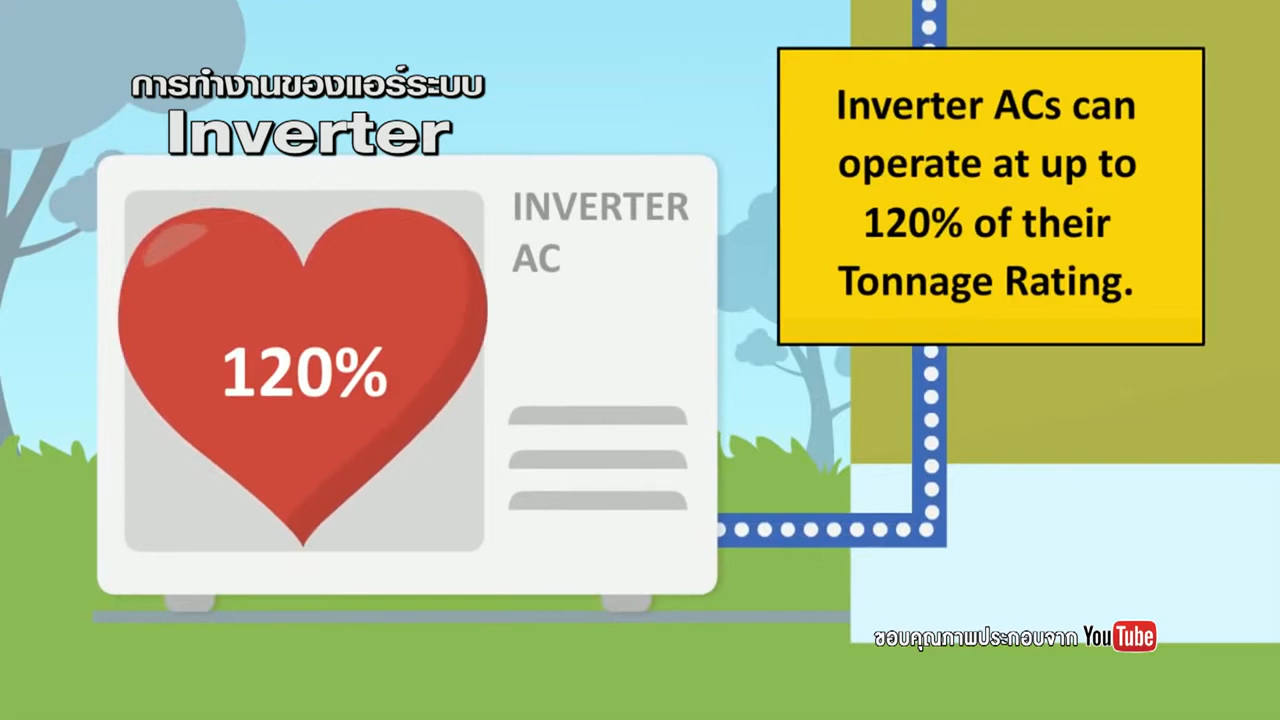 การทำงานของแอร์ระบบ
Inverter
INVERTER
AC
120%
Inverter ACs can
operate at up to
120% of their
Tonnage Rating.
ขอบคุณภาพประกอบจาก YouTube